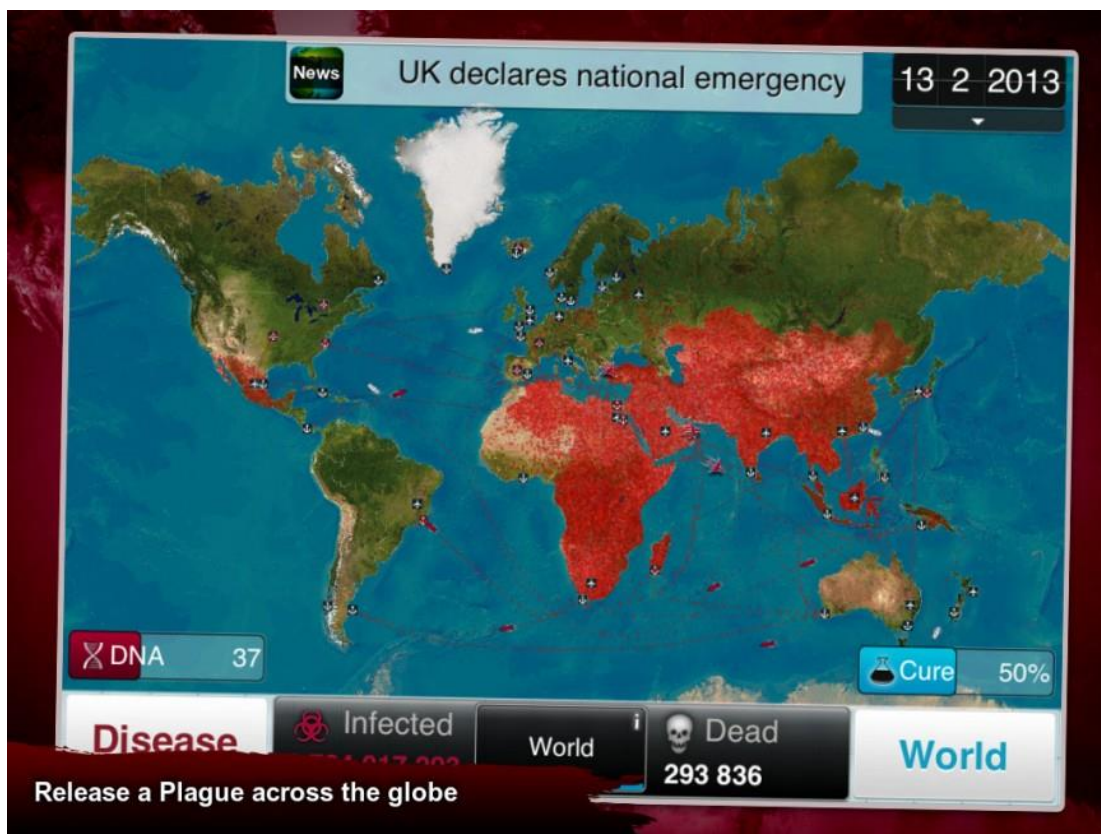 News
UK declares national emergency
13 2 2013
DNA 37
Cure 50%
Disease
Infected
World
i
Dead
293 836
World
Release a Plague across the globe